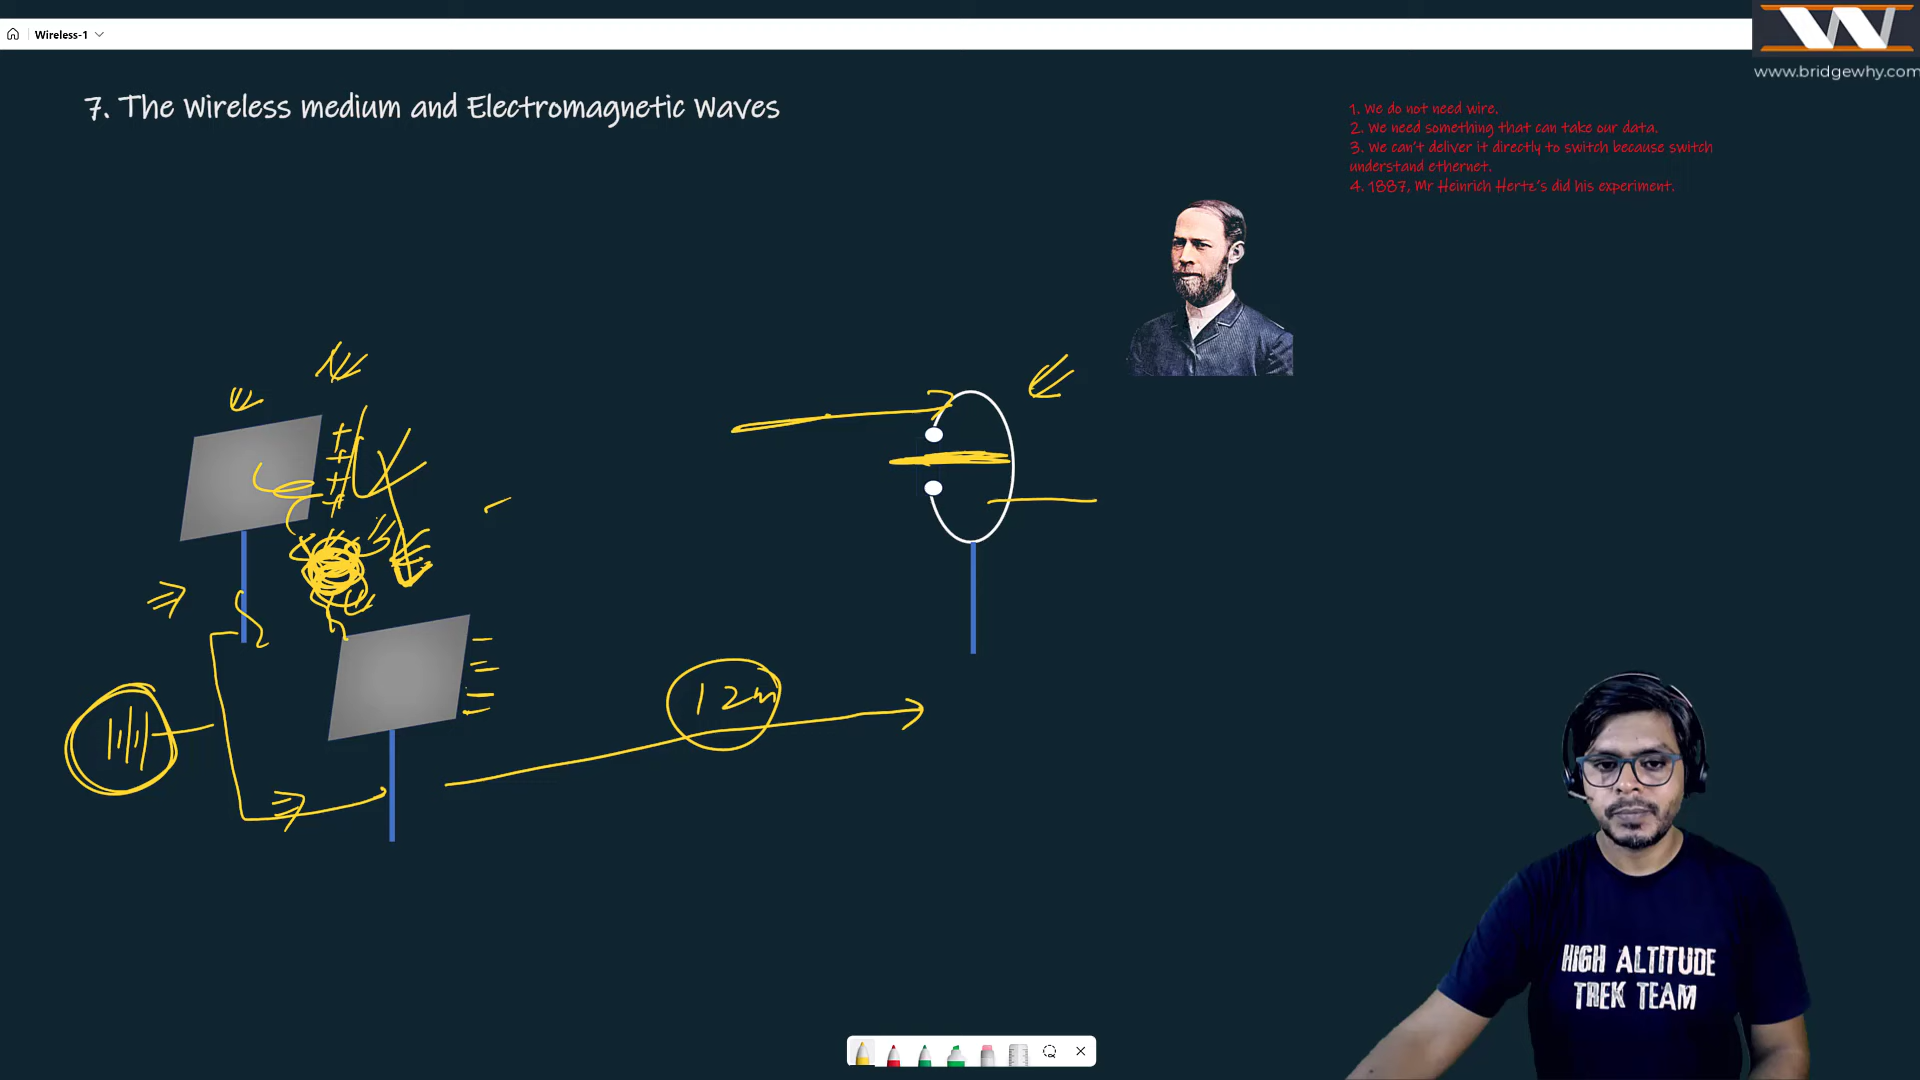 Wireless-1
www.bridgewhy.com
7. The Wireless medium and Electromagnetic Waves
1. We do not need wire.
2. We need something that can take our data.
3. We can't deliver it directly to switch because switch
understand ethernet.
4. 1887, Mr Heinrich Hertz's did his experiment.
+
+
+
+
12m
HIGH ALTITUDE
TREK TEAM